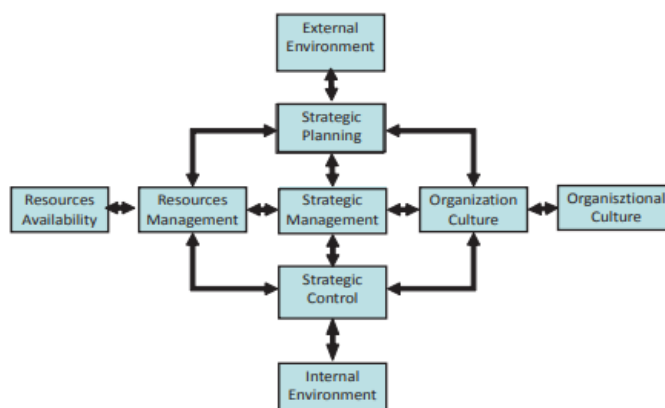 External
Environment
Strategic
Planning
Resources
Availability
Resources
Management
Strategic
Management
Organization
Culture
Organisztional
Culture
Strategic
Control
Internal
Environment